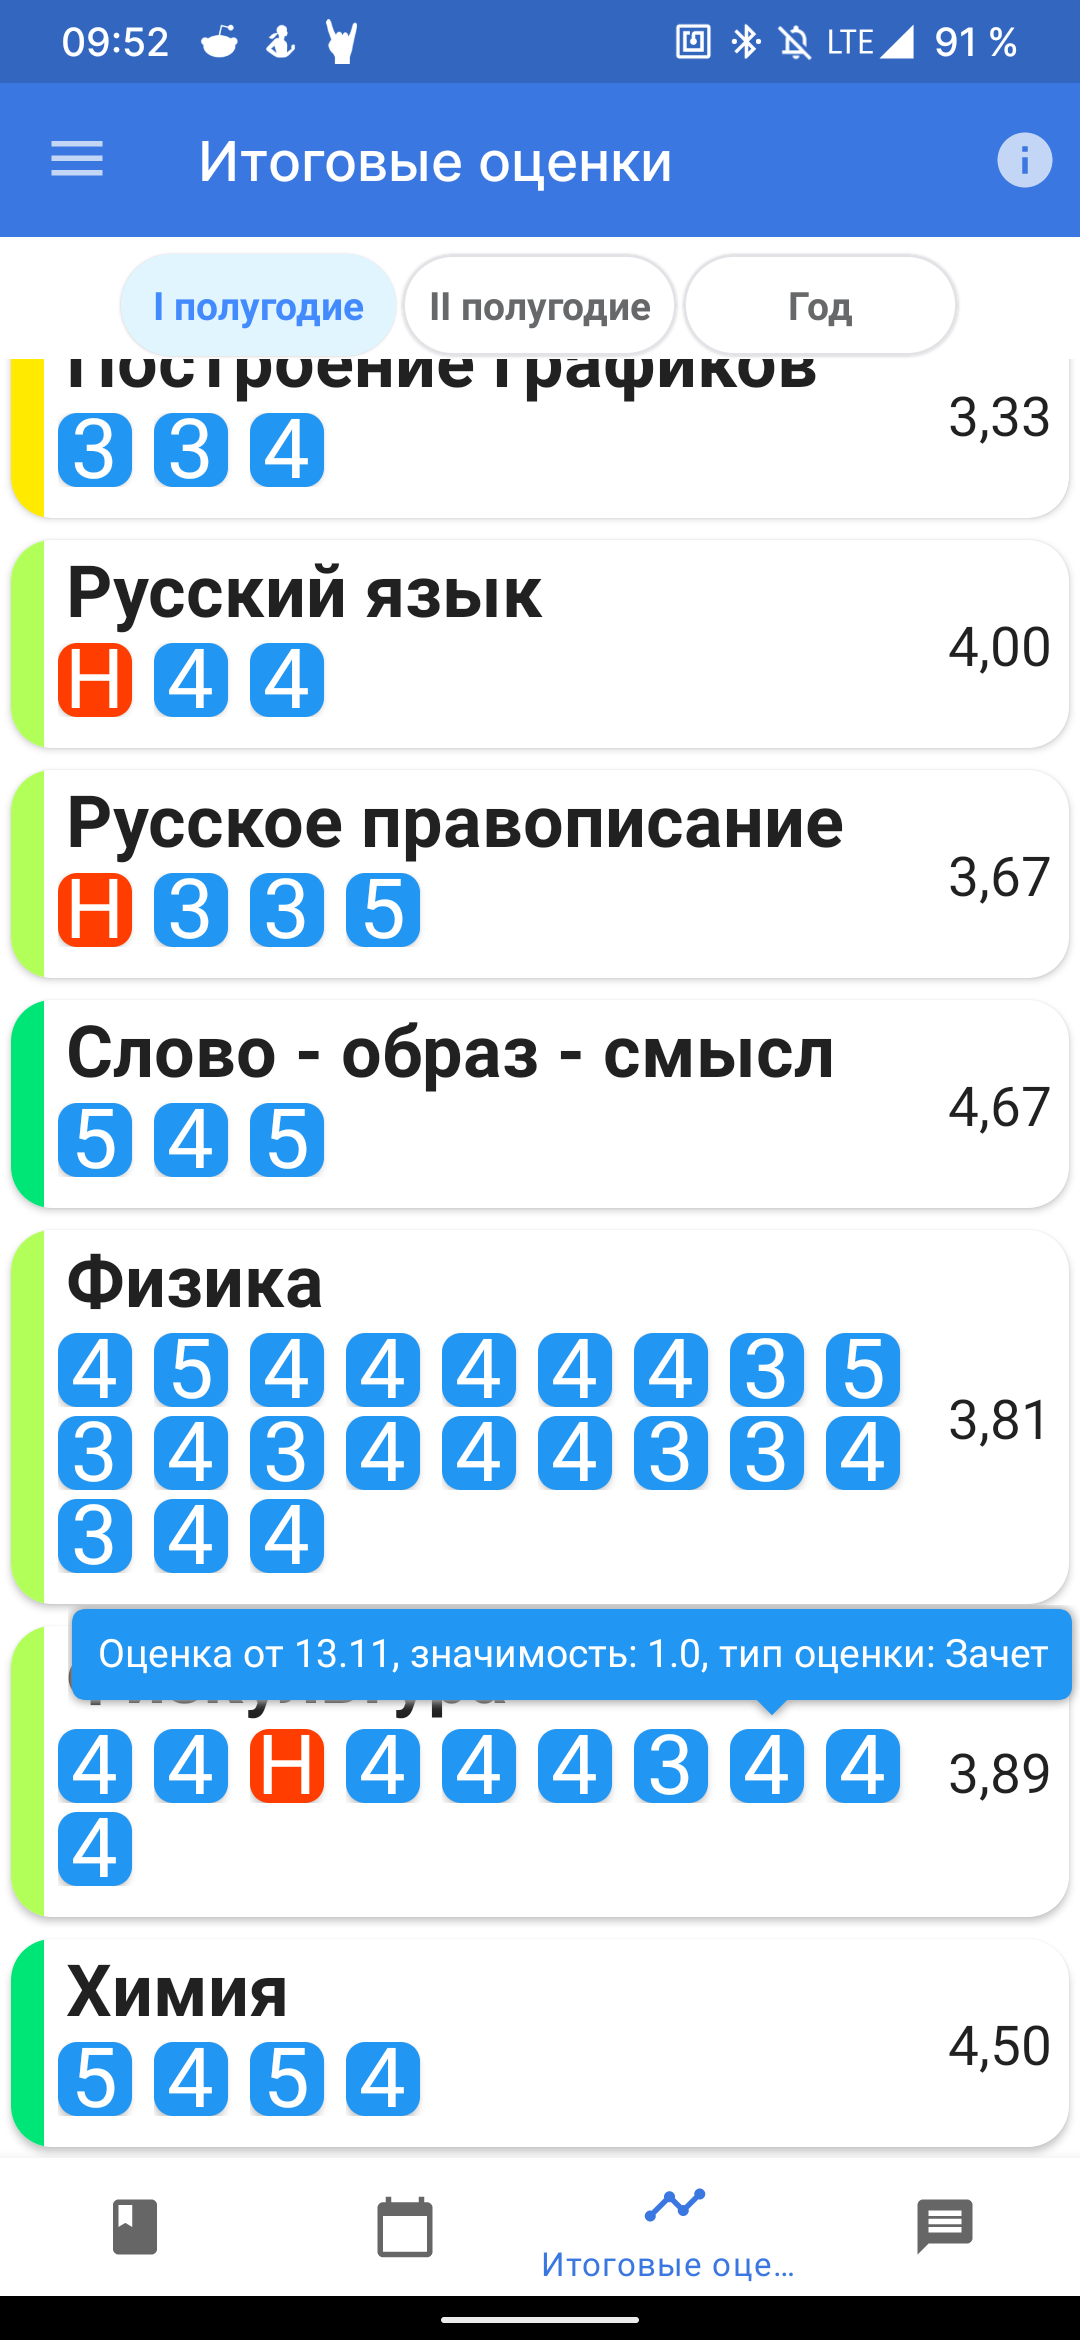 09:52 LTE 91 %
Итоговые оценки
I полугодие II полугодие Год
Построение графиков
3,33
3 3 4
Русский язык
4,00
Н 4 4
Русское правописание
3,67
Н 3 3 5
Слово - образ - смысл
4,67
5 4 5
Физика
4 5 4 4 4 4 4 3 5
3,81
3 4 3 4 4 4 3 3 4
3 4 4
Оценка от 13.11, значимость: 1.0, тип оценки: Зачет
Физкультура
4 4 Н 4 4 4 3 4 4
3,89
4
Химия
4,50
5 4 5 4
Итоговые оце...